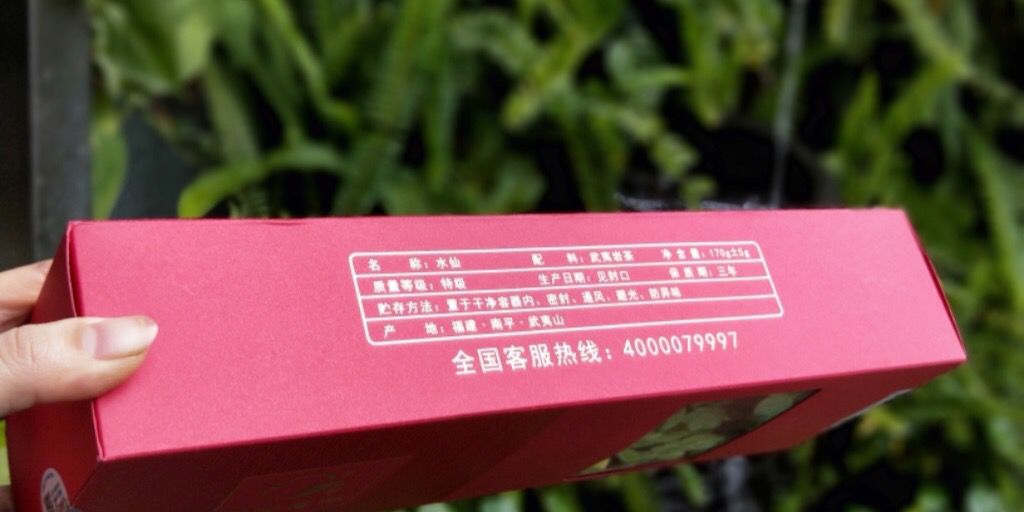 名 称：水仙 配 料：武夷岩茶 净含量：170g±5g
质量等级：特级 生产日期：见封口 保质期：三年
贮存方法：置于干净容器内、密封、通风、避光、防异味
产 地：福建·南平·武夷山
全国客服热线：4000079997